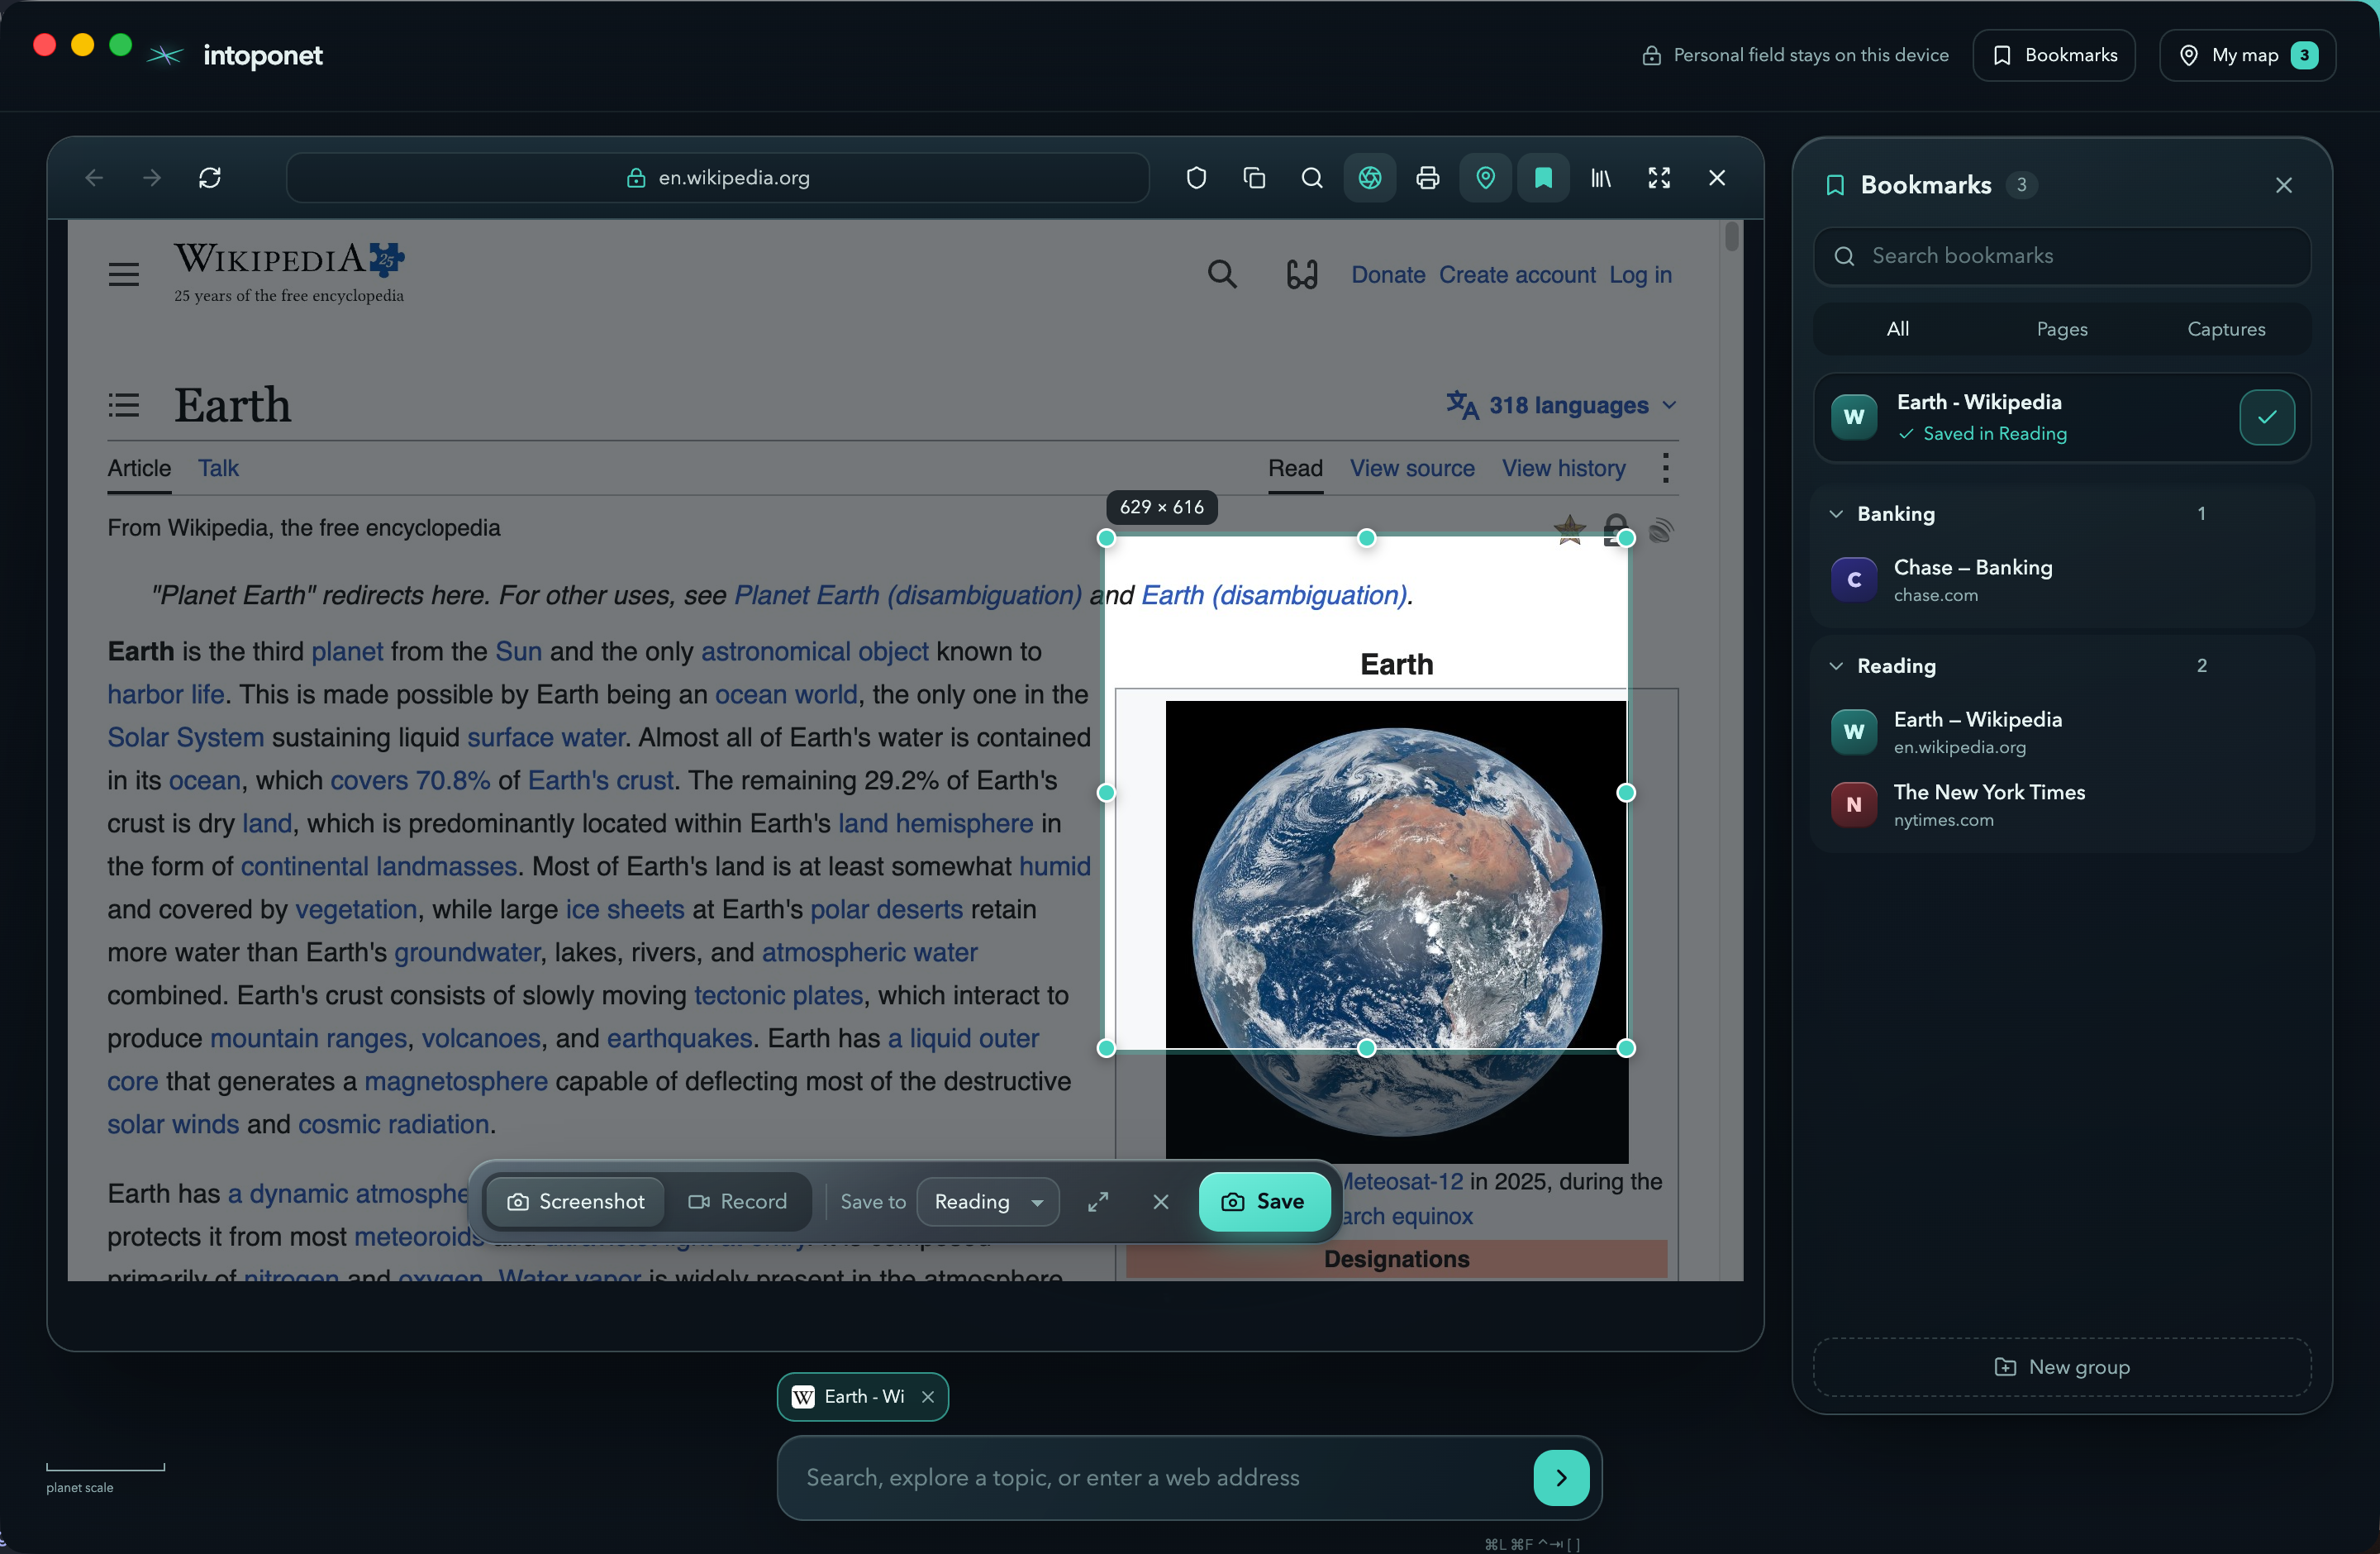 intoponet
Personal field stays on this device
Bookmarks
My map 3
en.wikipedia.org
WIKIPEDIA 25
25 years of the free encyclopedia
Donate Create account Log in
Earth
318 languages
Article Talk
Read View source View history
629 × 616
From Wikipedia, the free encyclopedia
"Planet Earth" redirects here. For other uses, see Planet Earth (disambiguation) and Earth (disambiguation).
Earth is the third planet from the Sun and the only astronomical object known to
harbor life. This is made possible by Earth being an ocean world, the only one in the
Solar System sustaining liquid surface water. Almost all of Earth's water is contained
in its ocean, which covers 70.8% of Earth's crust. The remaining 29.2% of Earth's
crust is dry land, which is predominantly located within Earth's land hemisphere in
the form of continental landmasses. Most of Earth's land is at least somewhat humid
and covered by vegetation, while large ice sheets at Earth's polar deserts retain
more water than Earth's groundwater, lakes, rivers, and atmospheric water
combined. Earth's crust consists of slowly moving tectonic plates, which interact to
produce mountain ranges, volcanoes, and earthquakes. Earth has a liquid outer
core that generates a magnetosphere capable of deflecting most of the destructive
solar winds and cosmic radiation.
Earth has a dynamic atmosphe
protects it from most meteoroids
primarily of nitrogen and oxygen. Water vapor is widely present in the atmosphere
Earth
Meteosat-12 in 2025, during the
arch equinox
Designations
Screenshot
Record
Save to
Reading
Save
Bookmarks 3
Search bookmarks
All Pages Captures
W
Earth - Wikipedia
Saved in Reading
Banking 1
C
Chase – Banking
chase.com
Reading 2
W
Earth – Wikipedia
en.wikipedia.org
N
The New York Times
nytimes.com
New group
W Earth - Wi
Search, explore a topic, or enter a web address
planet scale
⌘L ⌘F ^⇥ [ ]